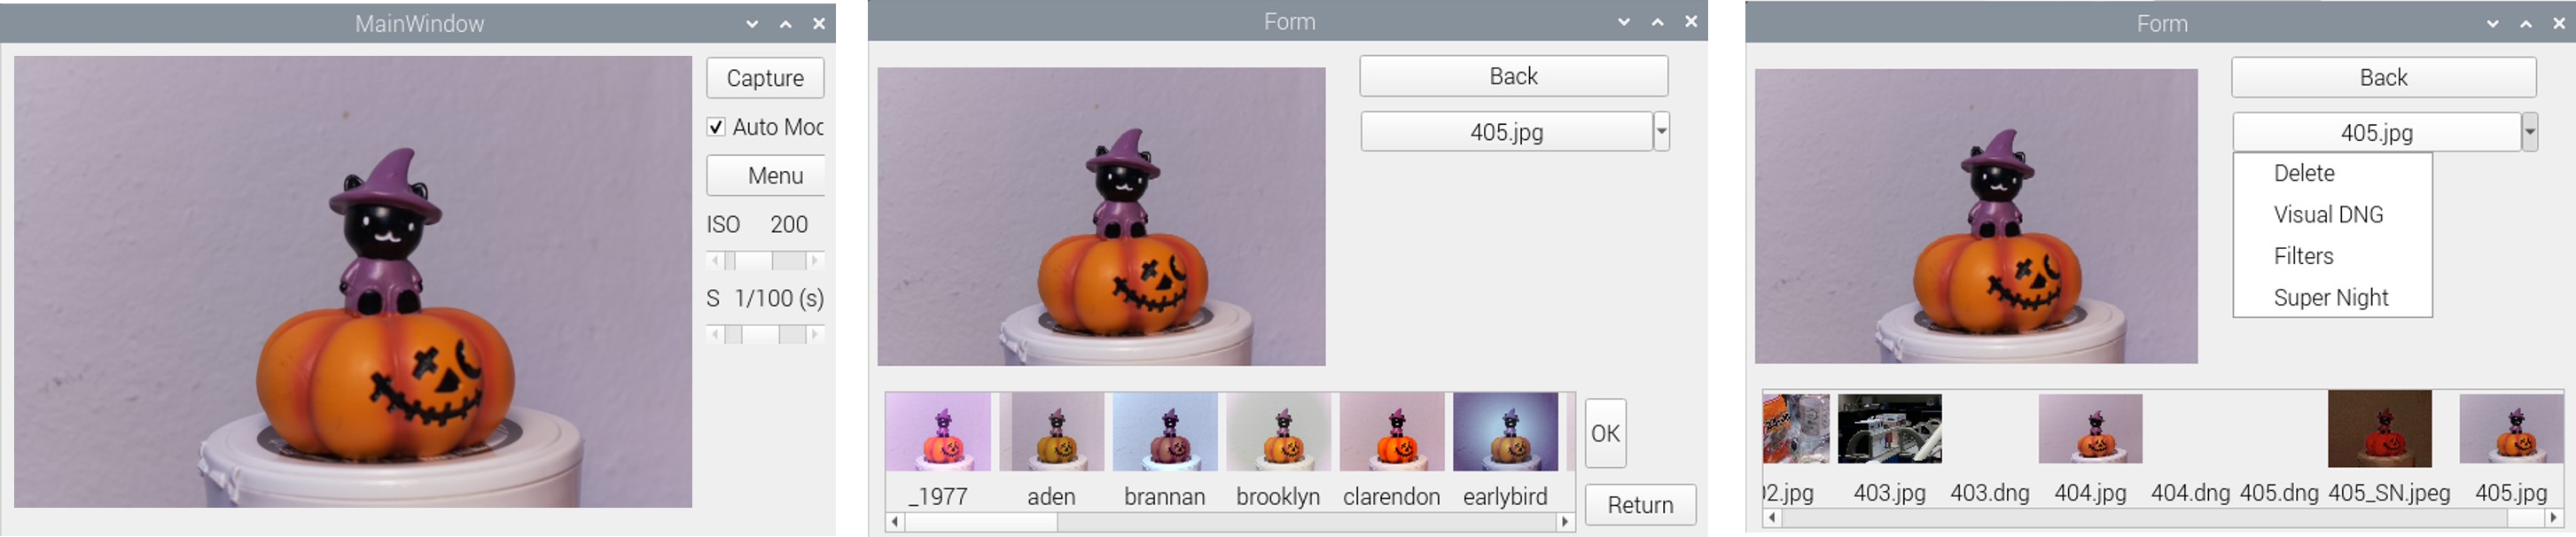 MainWindow
Capture
Auto Moc
Menu
ISO 200
S 1/100 (s)
Form
Back
405.jpg
_1977 aden brannan brooklyn clarendon earlybird
OK
Return
Form
Back
405.jpg
Delete
Visual DNG
Filters
Super Night
02.jpg 403.jpg 403.dng 404.jpg 404.dng 405.dng 405_SN.jpeg 405.jpg